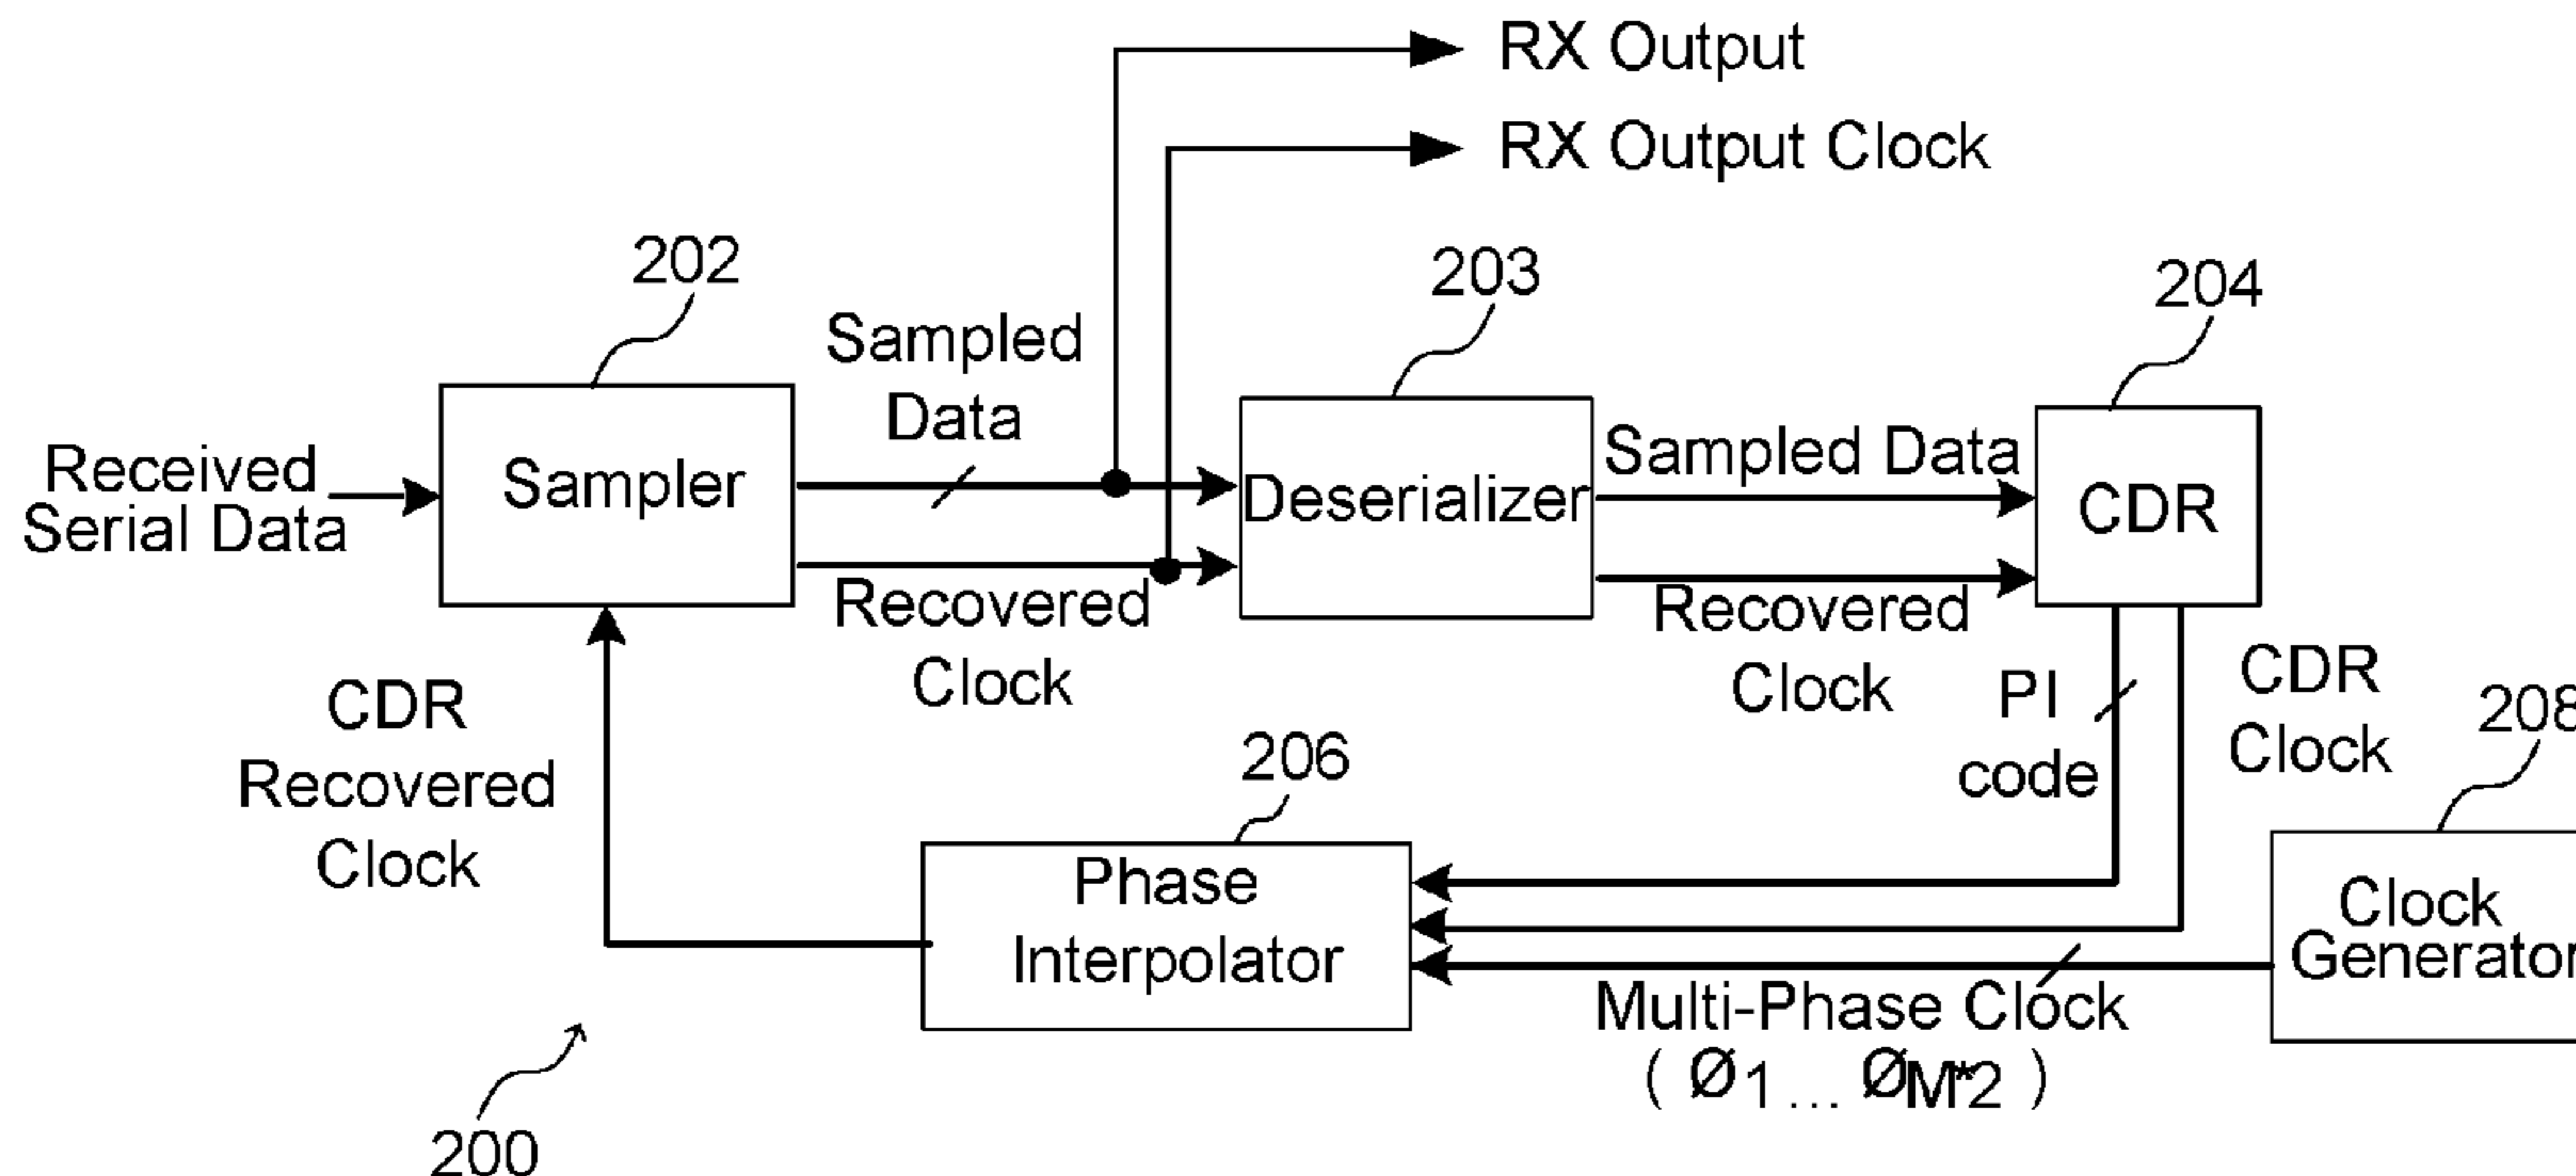 RX Output
RX Output Clock
202
203
204
Sampled
Data
Received
Serial Data
Sampler
Deserializer
Sampled Data
CDR
Recovered
Clock
Recovered
Clock
CDR
Recovered
Clock
PI
code
CDR
Clock
208
206
Phase
Interpolator
Clock
Generator
Multi-Phase Clock
( Ø1... ØM*2 )
200